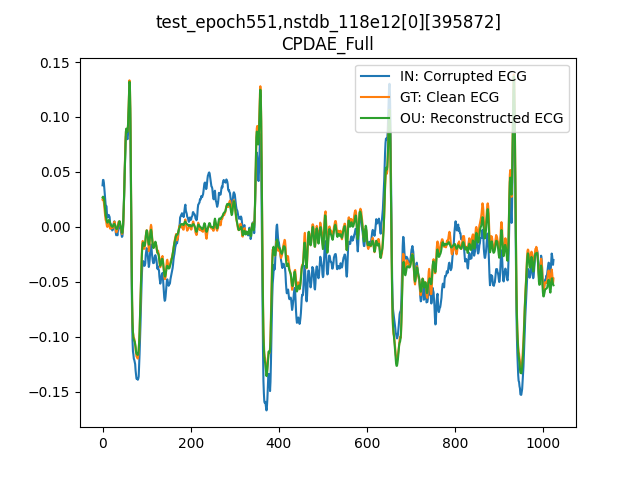 test_epoch551,nstdb_118e12[0][395872]
CPDAE_Full
IN: Corrupted ECG
GT: Clean ECG
OU: Reconstructed ECG
0.15
0.10
0.05
0.00
−0.05
−0.10
−0.15
0 200 400 600 800 1000